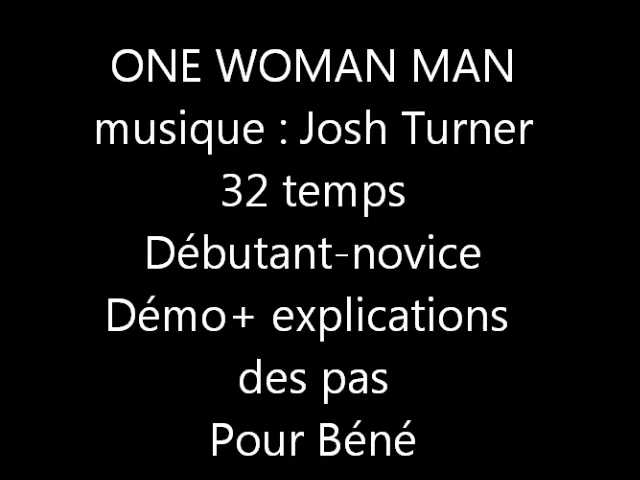 ONE WOMAN MAN
musique : Josh Turner
32 temps
Débutant-novice
Démo+ explications
des pas
Pour Béné